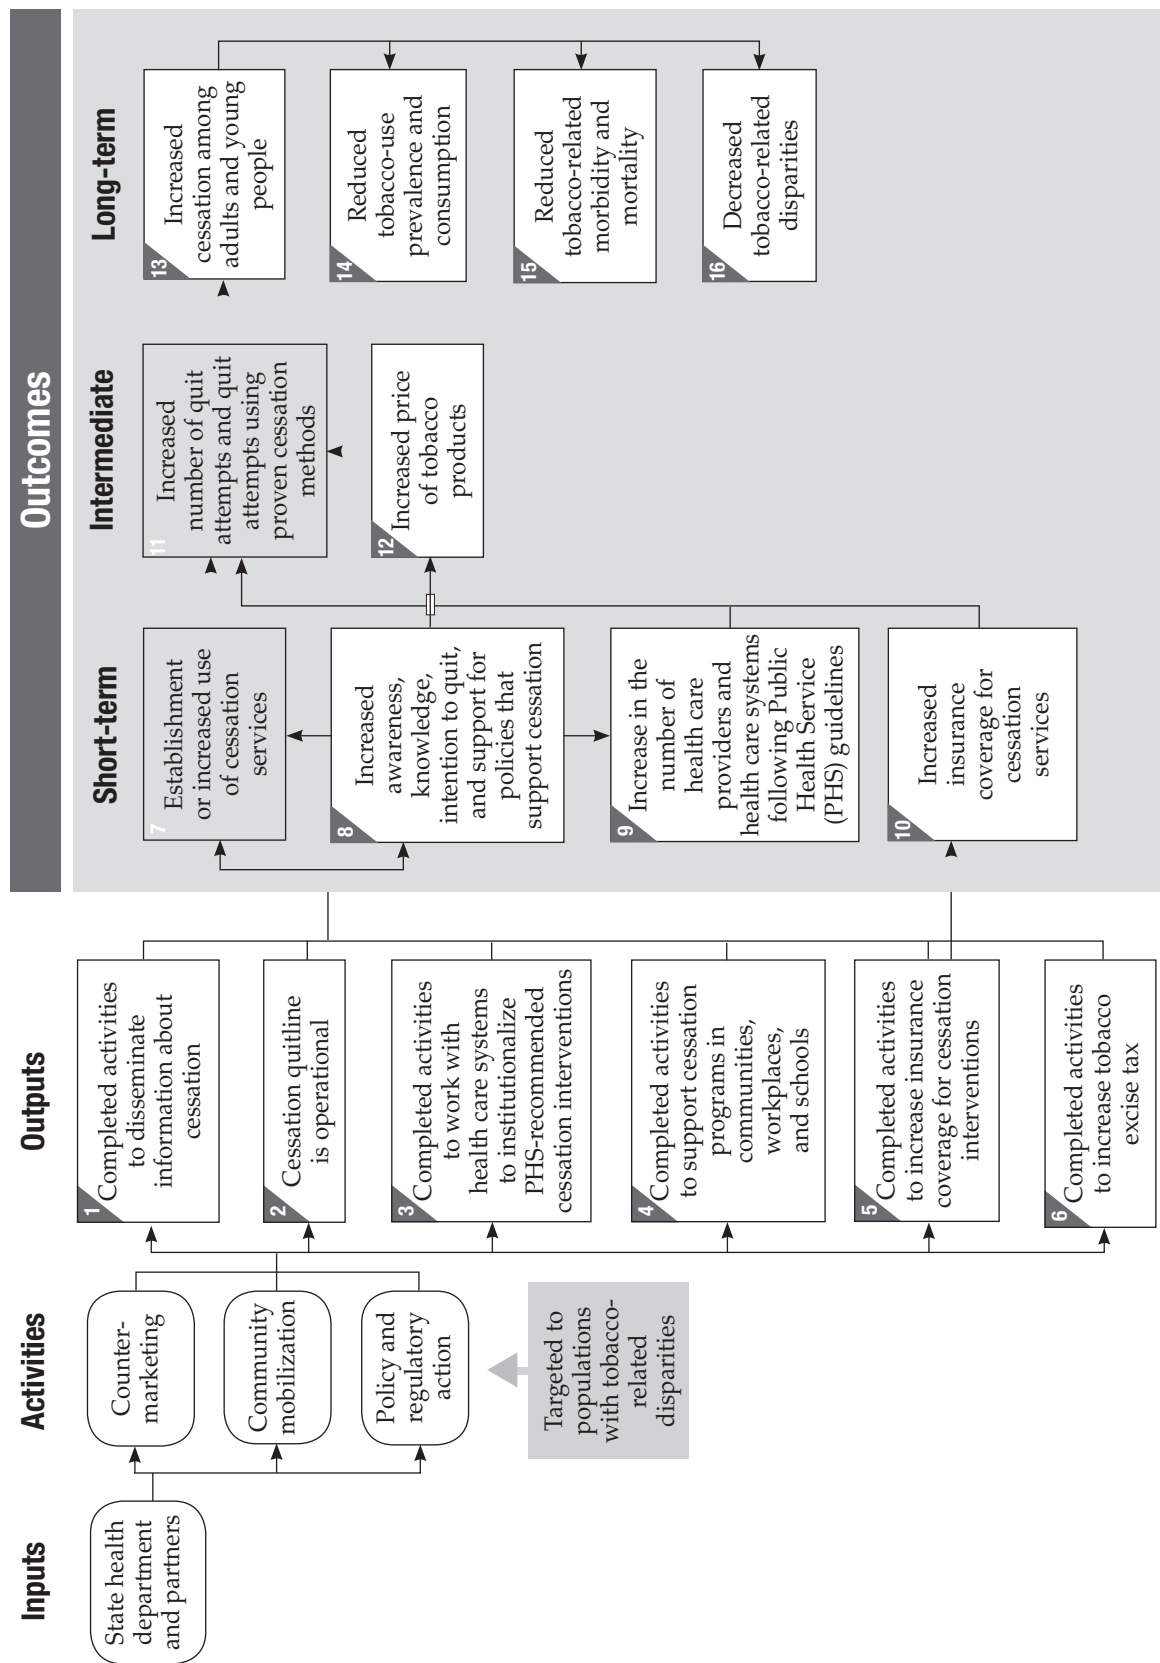 Outcomes
Inputs
Activities
Outputs
Short-term
Intermediate
Long-term
State health
department
and partners
Counter-
marketing
Community
mobilization
Policy and
regulatory
action
Targeted to
populations
with tobacco-
related
disparities
1
Completed activities
to disseminate
information about
cessation
2
Cessation quitline
is operational
3
Completed activities
to work with
health care systems
to institutionalize
PHS-recommended
cessation interventions
4
Completed activities
to support cessation
programs in
communities,
workplaces,
and schools
5
Completed activities
to increase insurance
coverage for cessation
interventions
6
Completed activities
to increase tobacco
excise tax
7
Establishment
or increased use
of cessation
services
8
Increased
awareness,
knowledge,
intention to quit,
and support for
policies that
support cessation
9
Increase in the
number of
health care
providers and
health care systems
following Public
Health Service
(PHS) guidelines
10
Increased
insurance
coverage for
cessation
services
11
Increased
number of quit
attempts and quit
attempts using
proven cessation
methods
12
Increased price
of tobacco
products
13
Increased
cessation among
adults and young
people
14
Reduced
tobacco-use
prevalence and
consumption
15
Reduced
tobacco-related
morbidity and
mortality
16
Decreased
tobacco-related
disparities